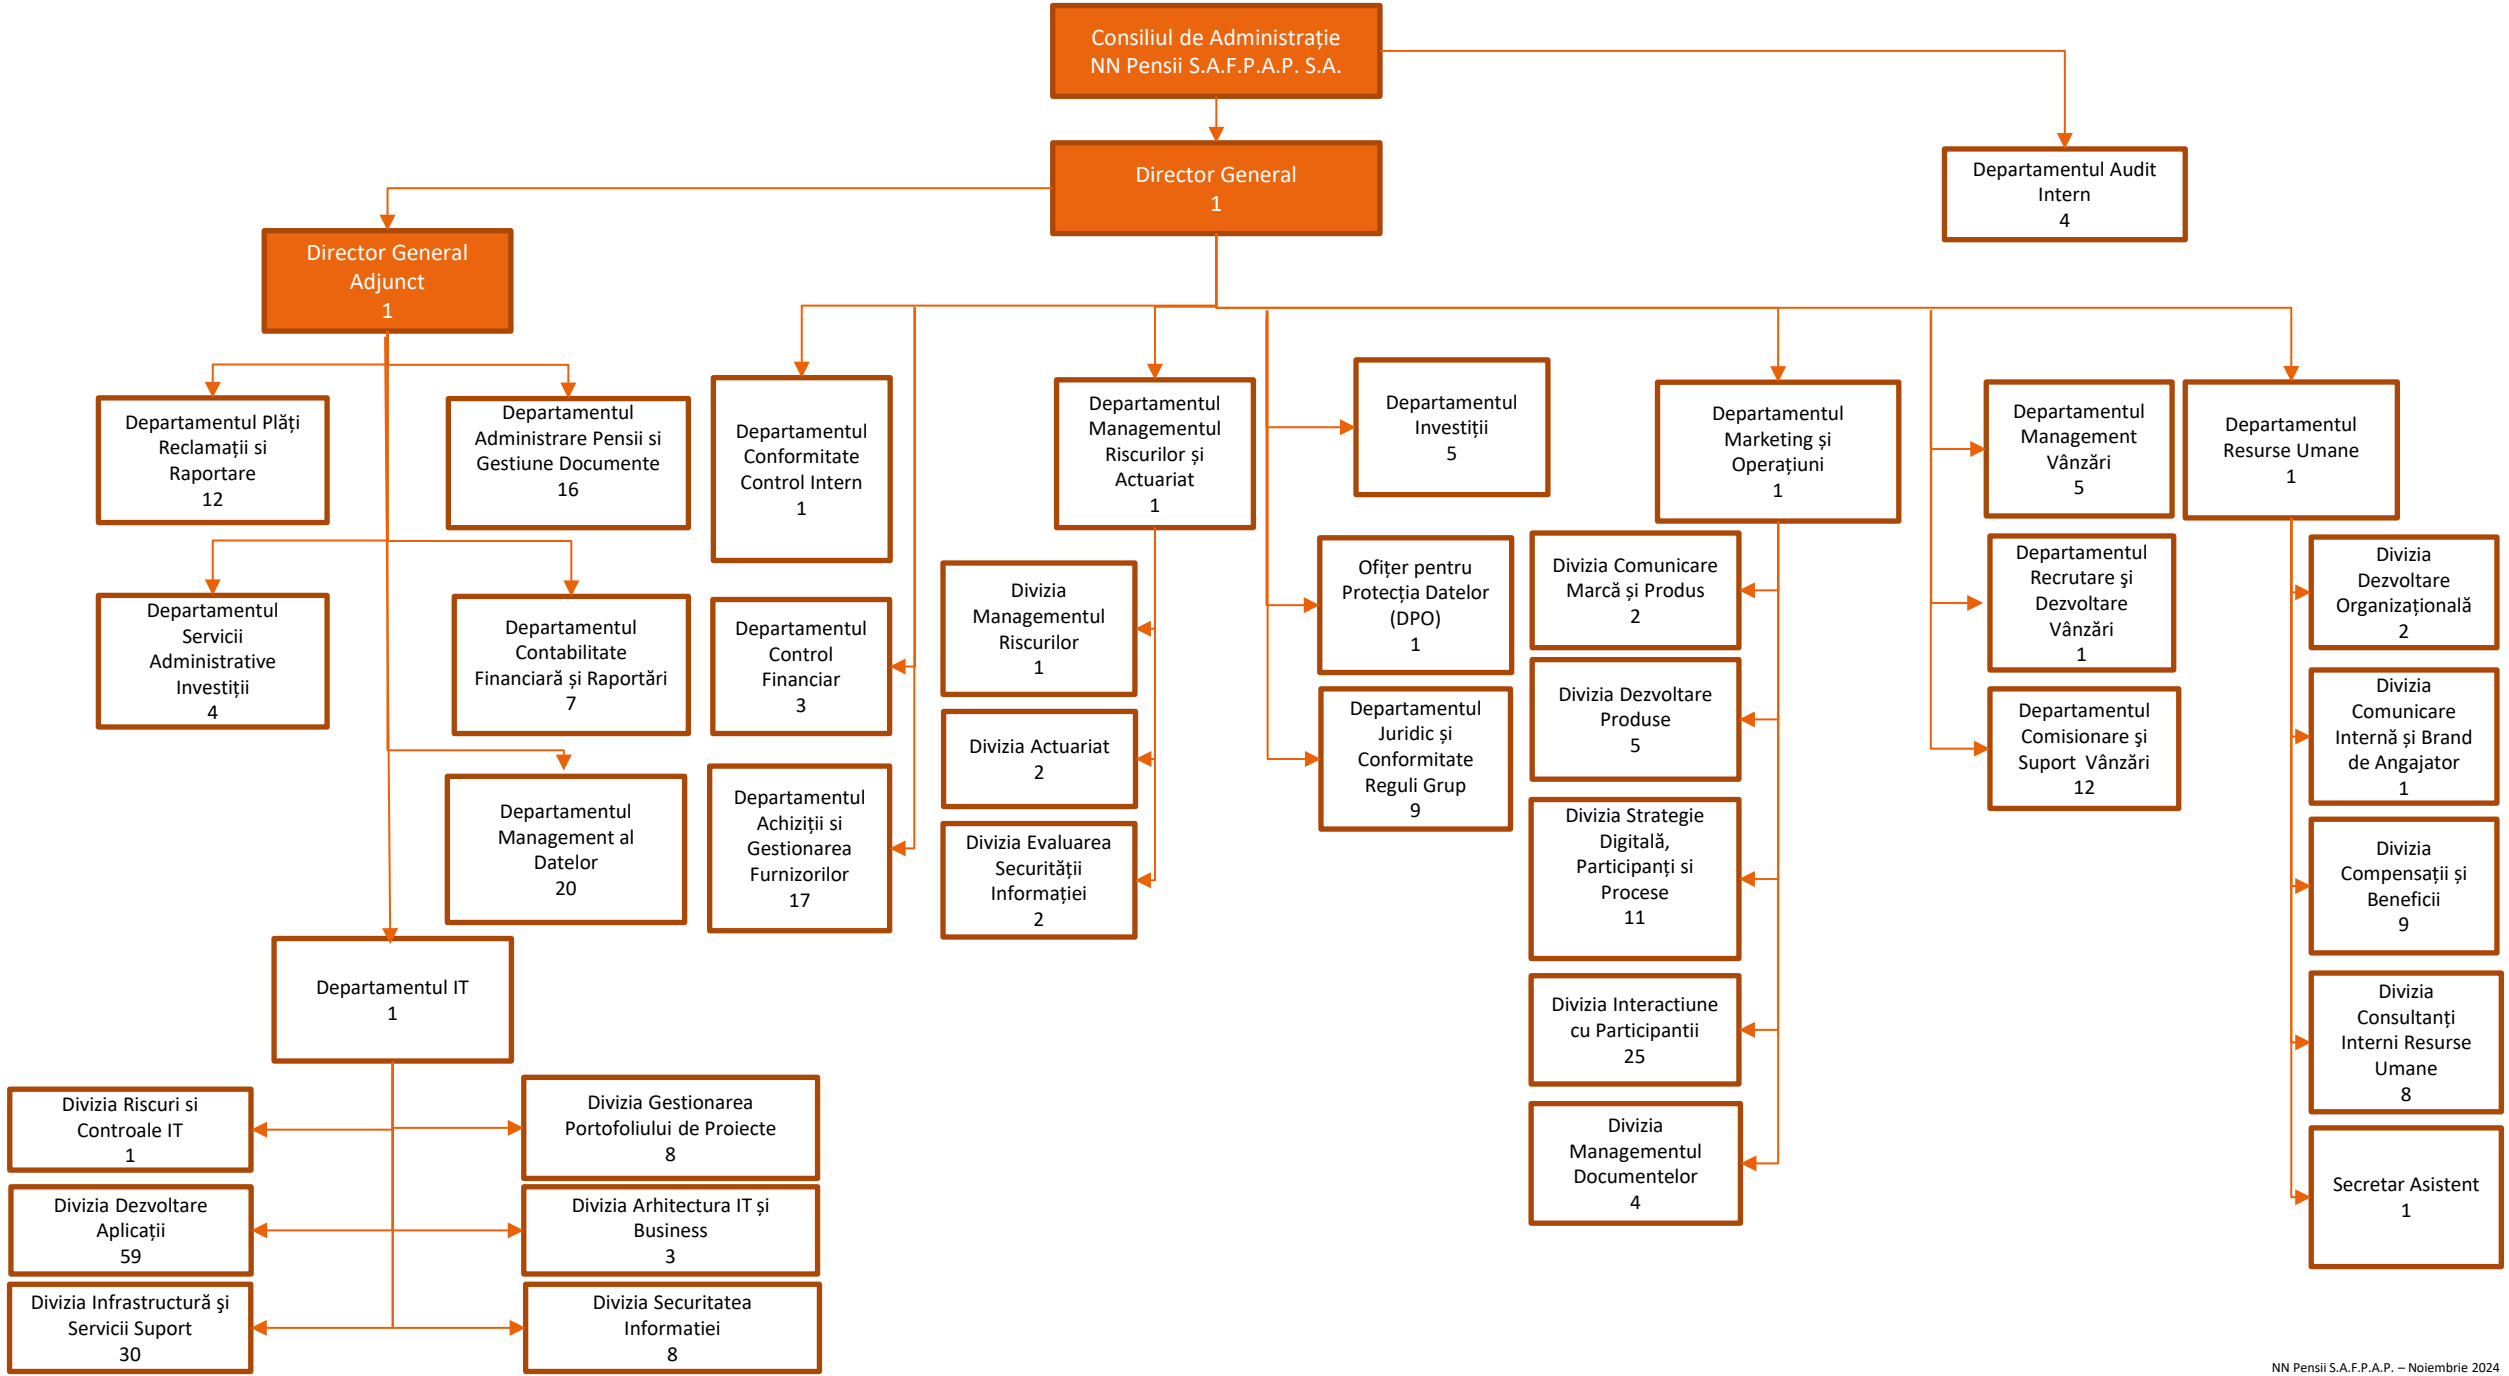 Consiliul de Administrație
NN Pensii S.A.F.P.A.P. S.A.
Director General
1
Departamentul Audit
Intern
4
Director General
Adjunct
1
Departamentul Plăți
Reclamații si
Raportare
12
Departamentul
Administrare Pensii si
Gestiune Documente
16
Departamentul
Servicii
Administrative
Investiții
4
Departamentul
Contabilitate
Financiară și Raportări
7
Departamentul
Management al
Datelor
20
Departamentul IT
1
Divizia Riscuri si
Controale IT
1
Divizia Gestionarea
Portofoliului de Proiecte
8
Divizia Dezvoltare
Aplicații
59
Divizia Arhitectura IT și
Business
3
Divizia Infrastructură şi
Servicii Suport
30
Divizia Securitatea
Informatiei
8
Departamentul
Conformitate
Control Intern
1
Departamentul
Control
Financiar
3
Departamentul
Achiziții si
Gestionarea
Furnizorilor
17
Departamentul
Managementul
Riscurilor și
Actuariat
1
Divizia
Managementul
Riscurilor
1
Divizia Actuariat
2
Divizia Evaluarea
Securității
Informației
2
Departamentul
Investiții
5
Ofițer pentru
Protecția Datelor
(DPO)
1
Departamentul
Juridic și
Conformitate
Reguli Grup
9
Departamentul
Marketing și
Operațiuni
1
Divizia Comunicare
Marcă și Produs
2
Divizia Dezvoltare
Produse
5
Divizia Strategie
Digitală,
Participanți si
Procese
11
Divizia Interactiune
cu Participantii
25
Divizia
Managementul
Documentelor
4
Departamentul
Management
Vânzări
5
Departamentul
Recrutare şi
Dezvoltare
Vânzări
1
Departamentul
Comisionare şi
Suport Vânzări
12
Departamentul
Resurse Umane
1
Divizia
Dezvoltare
Organizațională
2
Divizia
Comunicare
Internă și Brand
de Angajator
1
Divizia
Compensații și
Beneficii
9
Divizia
Consultanți
Interni Resurse
Umane
8
Secretar Asistent
1
NN Pensii S.A.F.P.A.P. – Noiembrie 2024